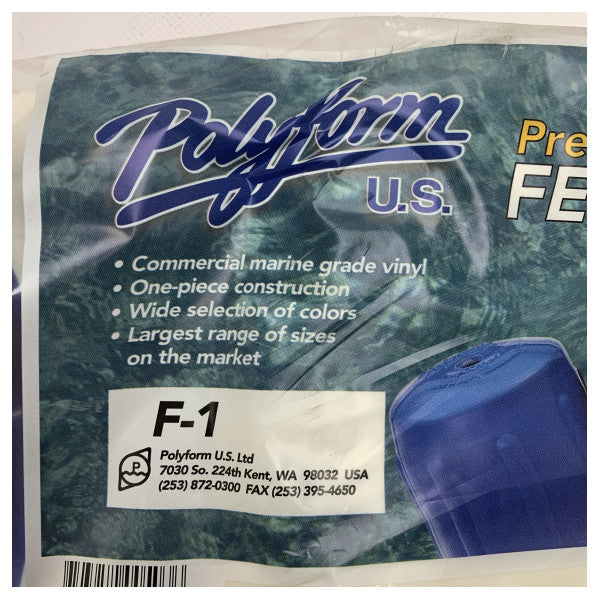 Polyform
U.S.
Pre
FE
• Commercial marine grade vinyl
• One-piece construction
• Wide selection of colors
• Largest range of sizes
on the market
F-1
P
Polyform U.S. Ltd
7030 So. 224th Kent, WA 98032 USA
(253) 872-0300 FAX (253) 395-4650